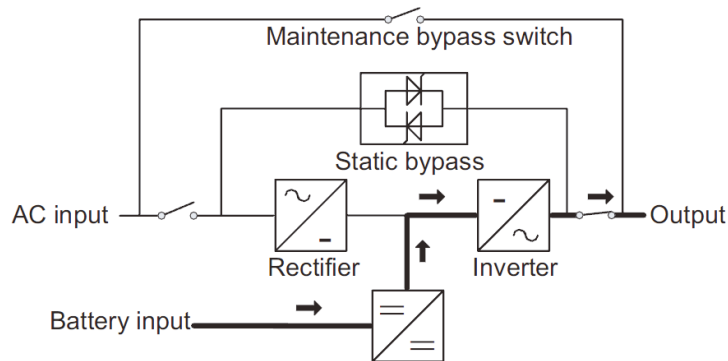 Maintenance bypass switch
Static bypass
AC input
Output
Rectifier
Inverter
Battery input